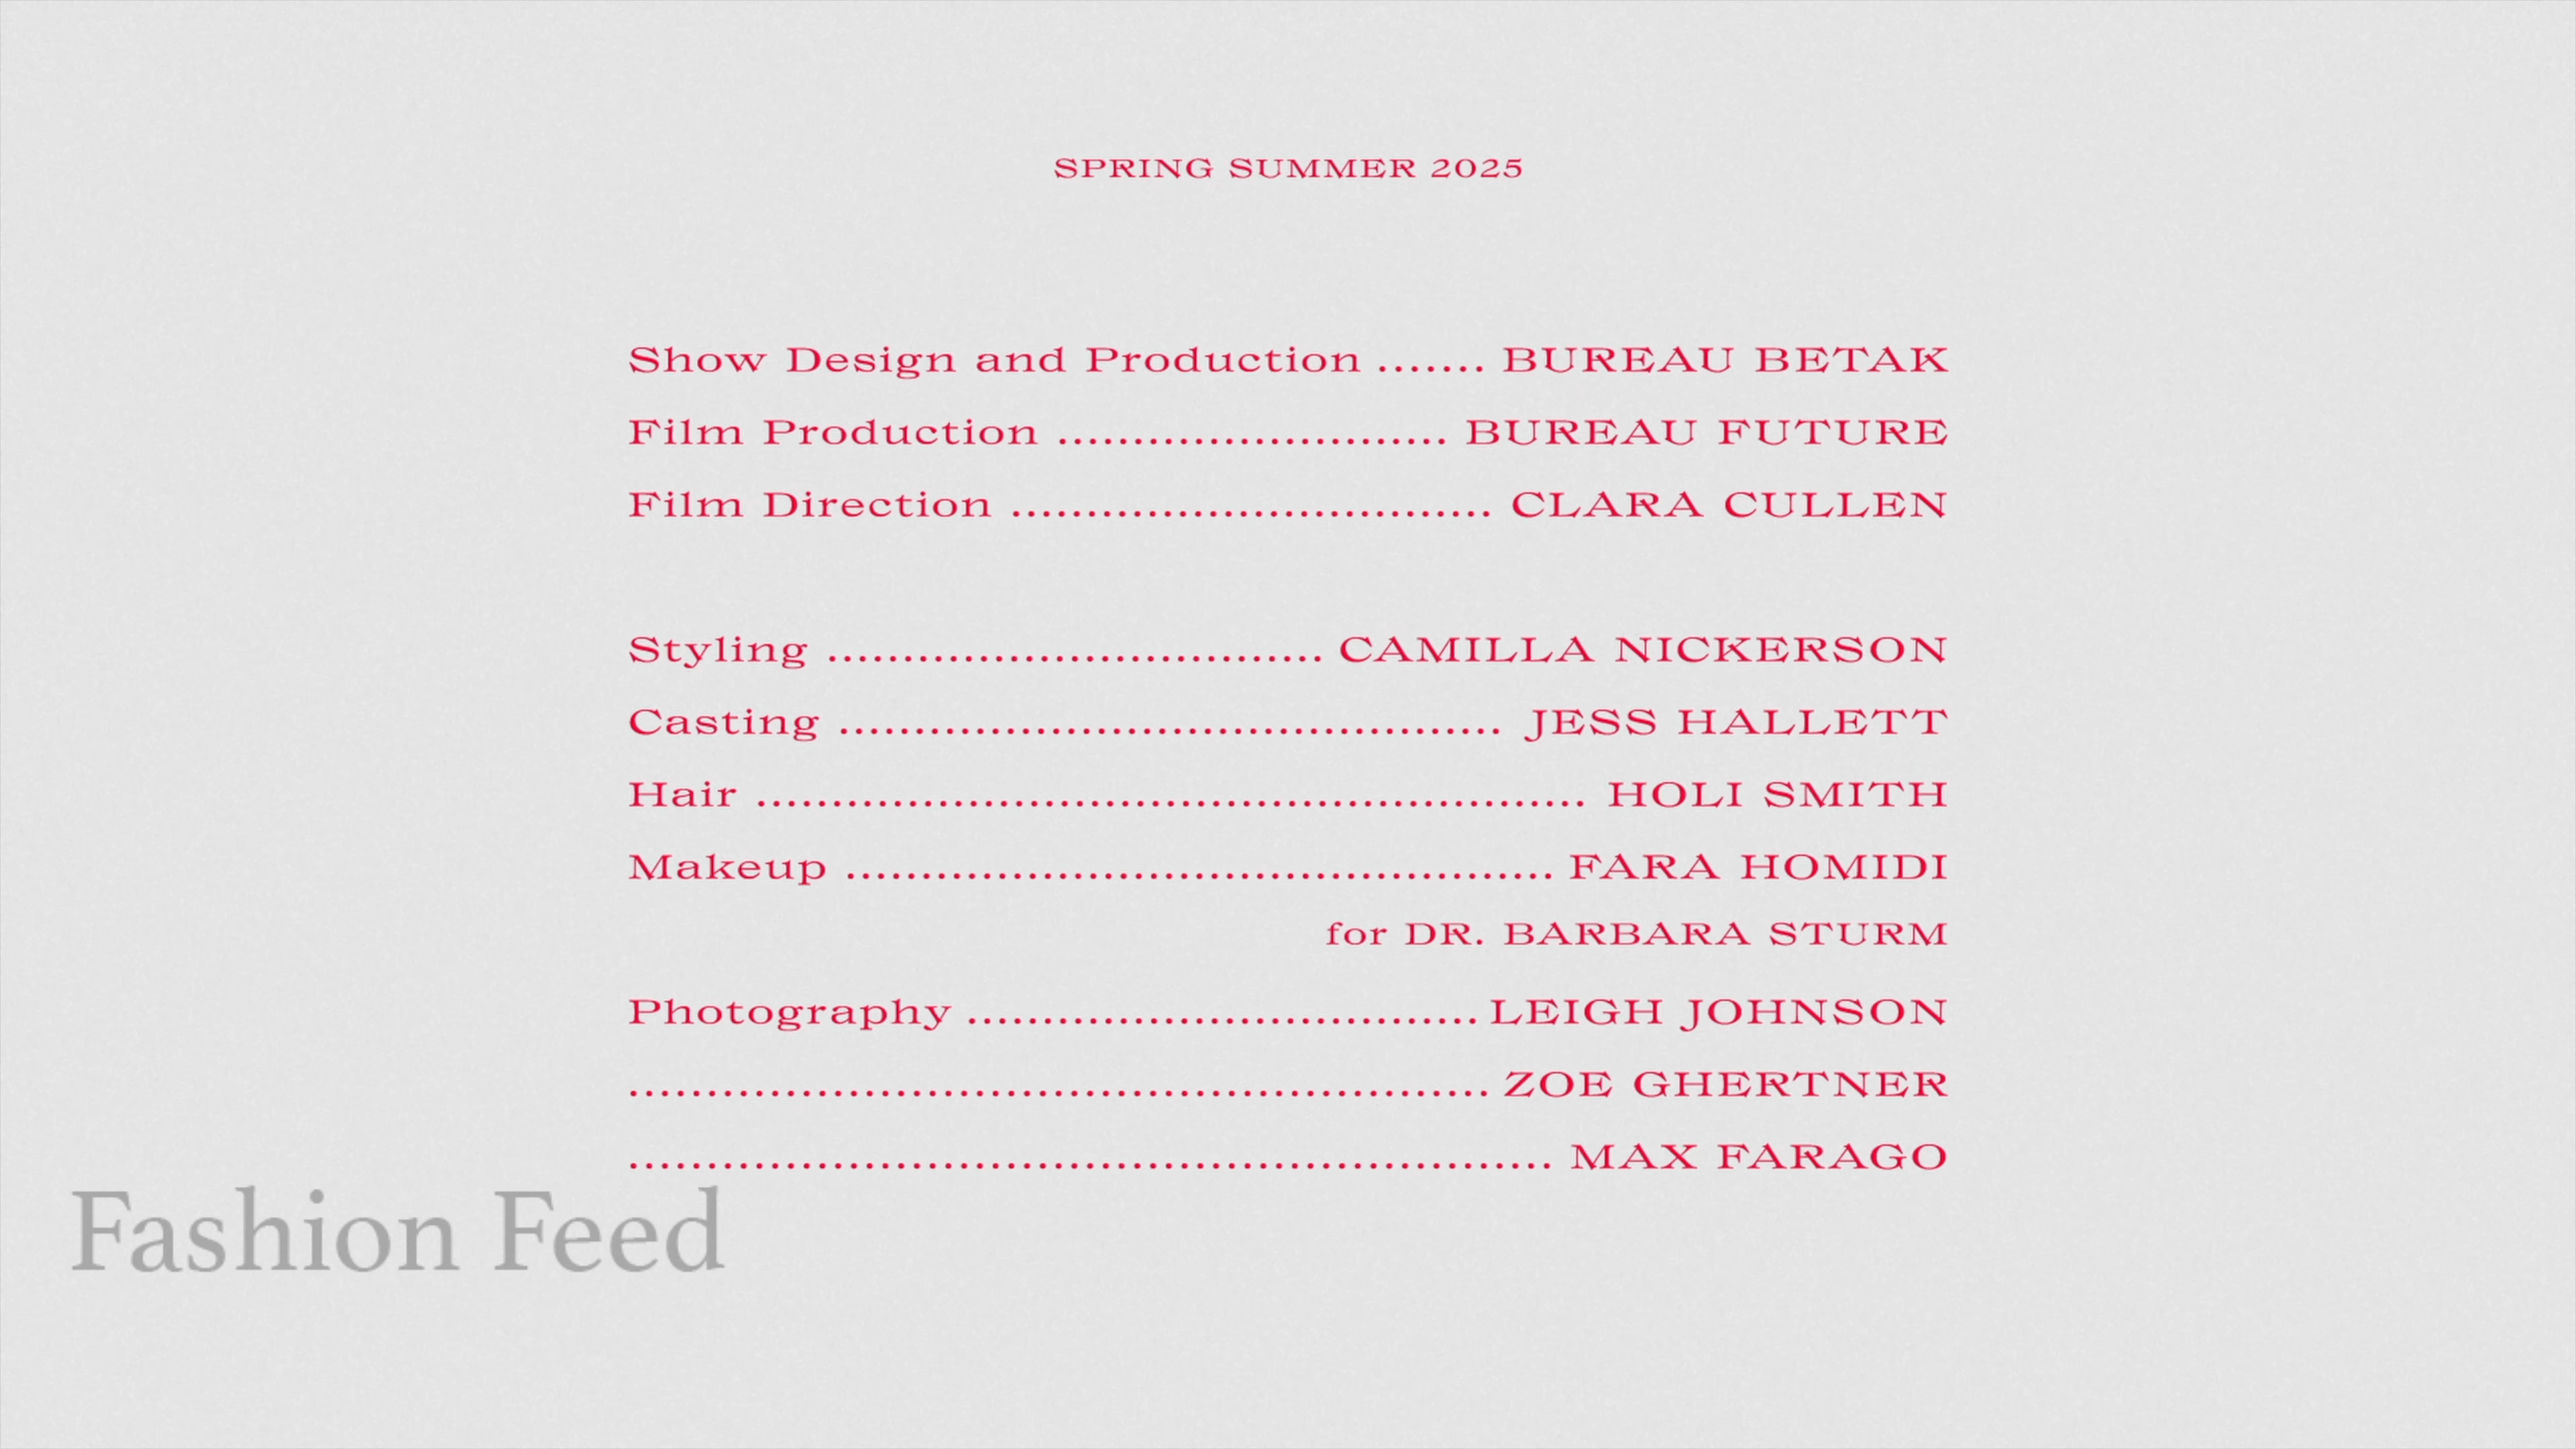 SPRING SUMMER 2025
Show Design and Production ....... BUREAU BETAK
Film Production .......................... BUREAU FUTURE
Film Direction ................................ CLARA CULLEN
Styling ................................. CAMILLA NICKERSON
Casting ............................................ JESS HALLETT
Hair ....................................................... HOLI SMITH
Makeup ............................................... FARA HOMIDI
for DR. BARBARA STURM
Photography .................................. LEIGH JOHNSON
......................................................... ZOE GHERTNER
............................................................. MAX FARAGO
Fashion Feed